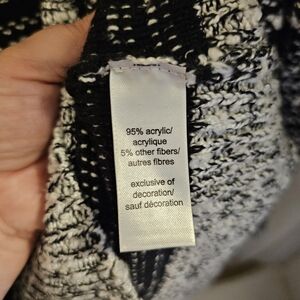 95% acrylic/
acrylique
5% other fibers/
autres fibres
exclusive of
decoration/
sauf décoration